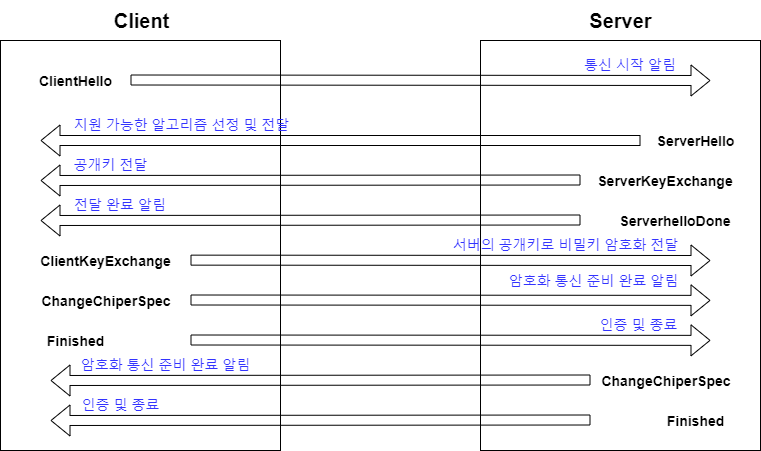 Client
Server
통신 시작 알림
ClientHello
지원 가능한 알고리즘 선정 및 전달
ServerHello
공개키 전달
ServerKeyExchange
전달 완료 알림
ServerhelloDone
서버의 공개키로 비밀키 암호화 전달
ClientKeyExchange
암호화 통신 준비 완료 알림
ChangeChiperSpec
인증 및 종료
Finished
암호화 통신 준비 완료 알림
ChangeChiperSpec
인증 및 종료
Finished